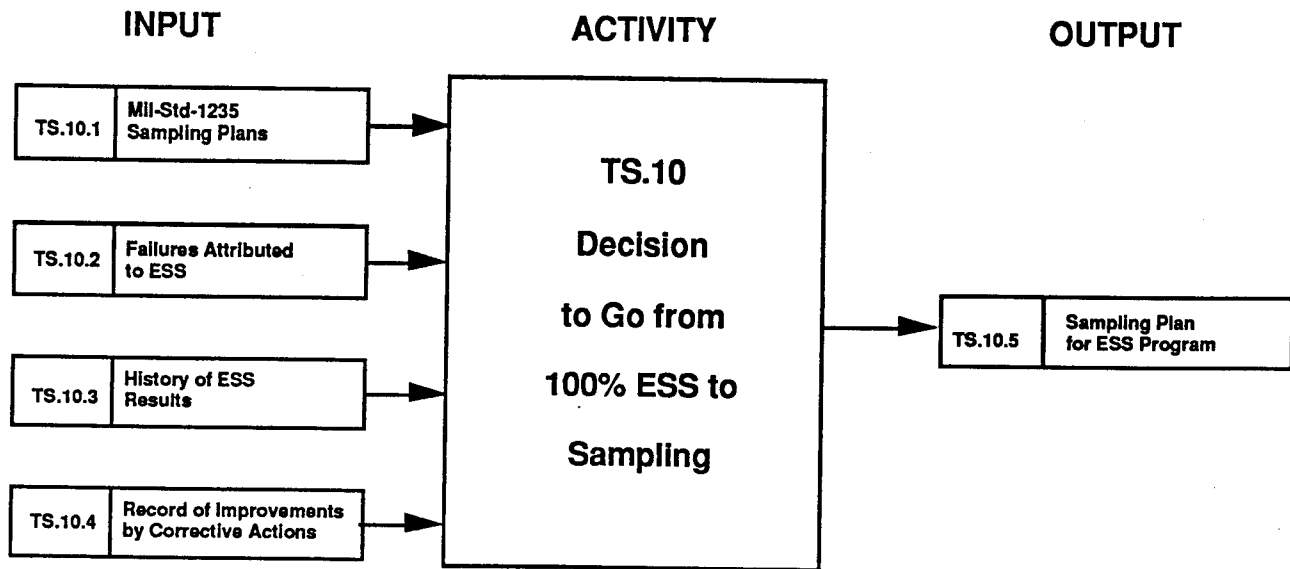 INPUT
ACTIVITY
OUTPUT
TS.10.1
Mil-Std-1235
Sampling Plans
TS.10.2
Failures Attributed
to ESS
TS.10.3
History of ESS
Results
TS.10.4
Record of Improvements
by Corrective Actions
TS.10
Decision
to Go from
100% ESS to
Sampling
TS.10.5
Sampling Plan
for ESS Program